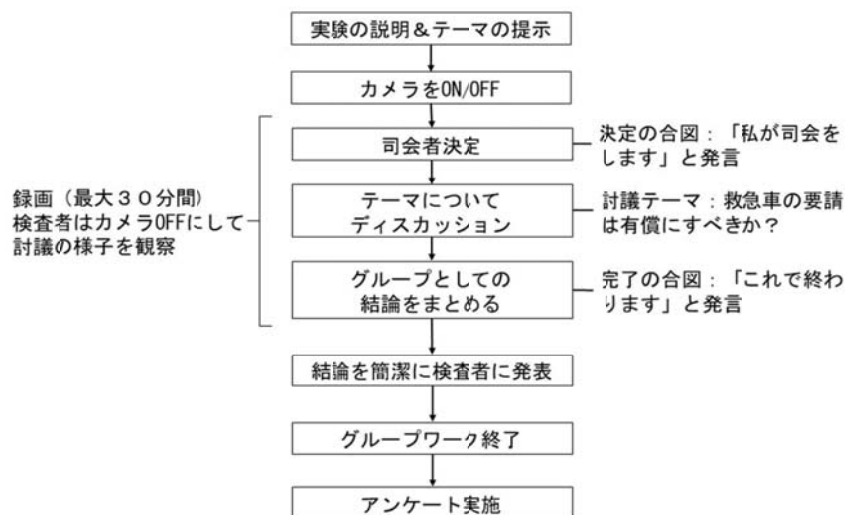 実験の説明＆テーマの提示
カメラをON/OFF
司会者決定
決定の合図：「私が司会を
します」と発言
録画（最大３０分間）
検査者はカメラOFFにして
討議の様子を観察
テーマについて
ディスカッション
討議テーマ：救急車の要請
は有償にすべきか？
グループとしての
結論をまとめる
完了の合図：「これで終わ
ります」と発言
結論を簡潔に検査者に発表
グループワーク終了
アンケート実施